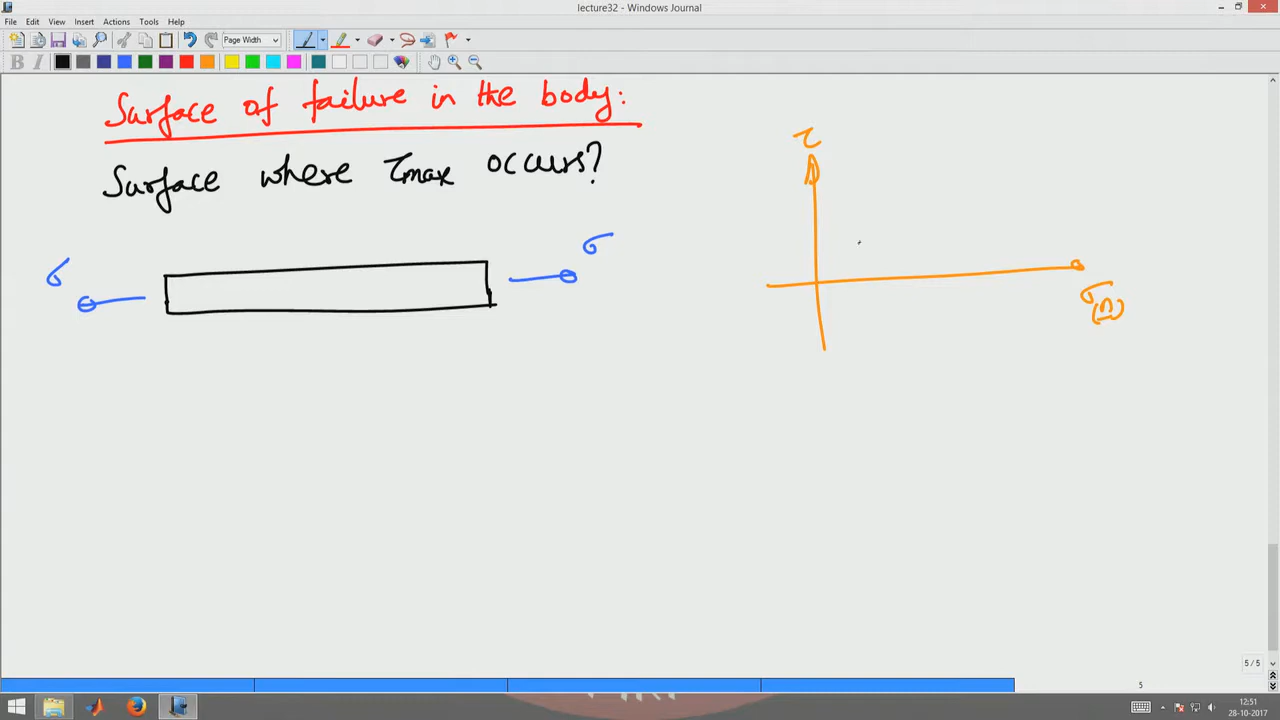 lecture32 - Windows Journal
File Edit View Insert Actions Tools Help
Page Width
B I
Surface of failure in the body:
Surface where τmax occurs?
τ
σ σ
σ(n)
5 / 5
5
12:51
28-10-2017